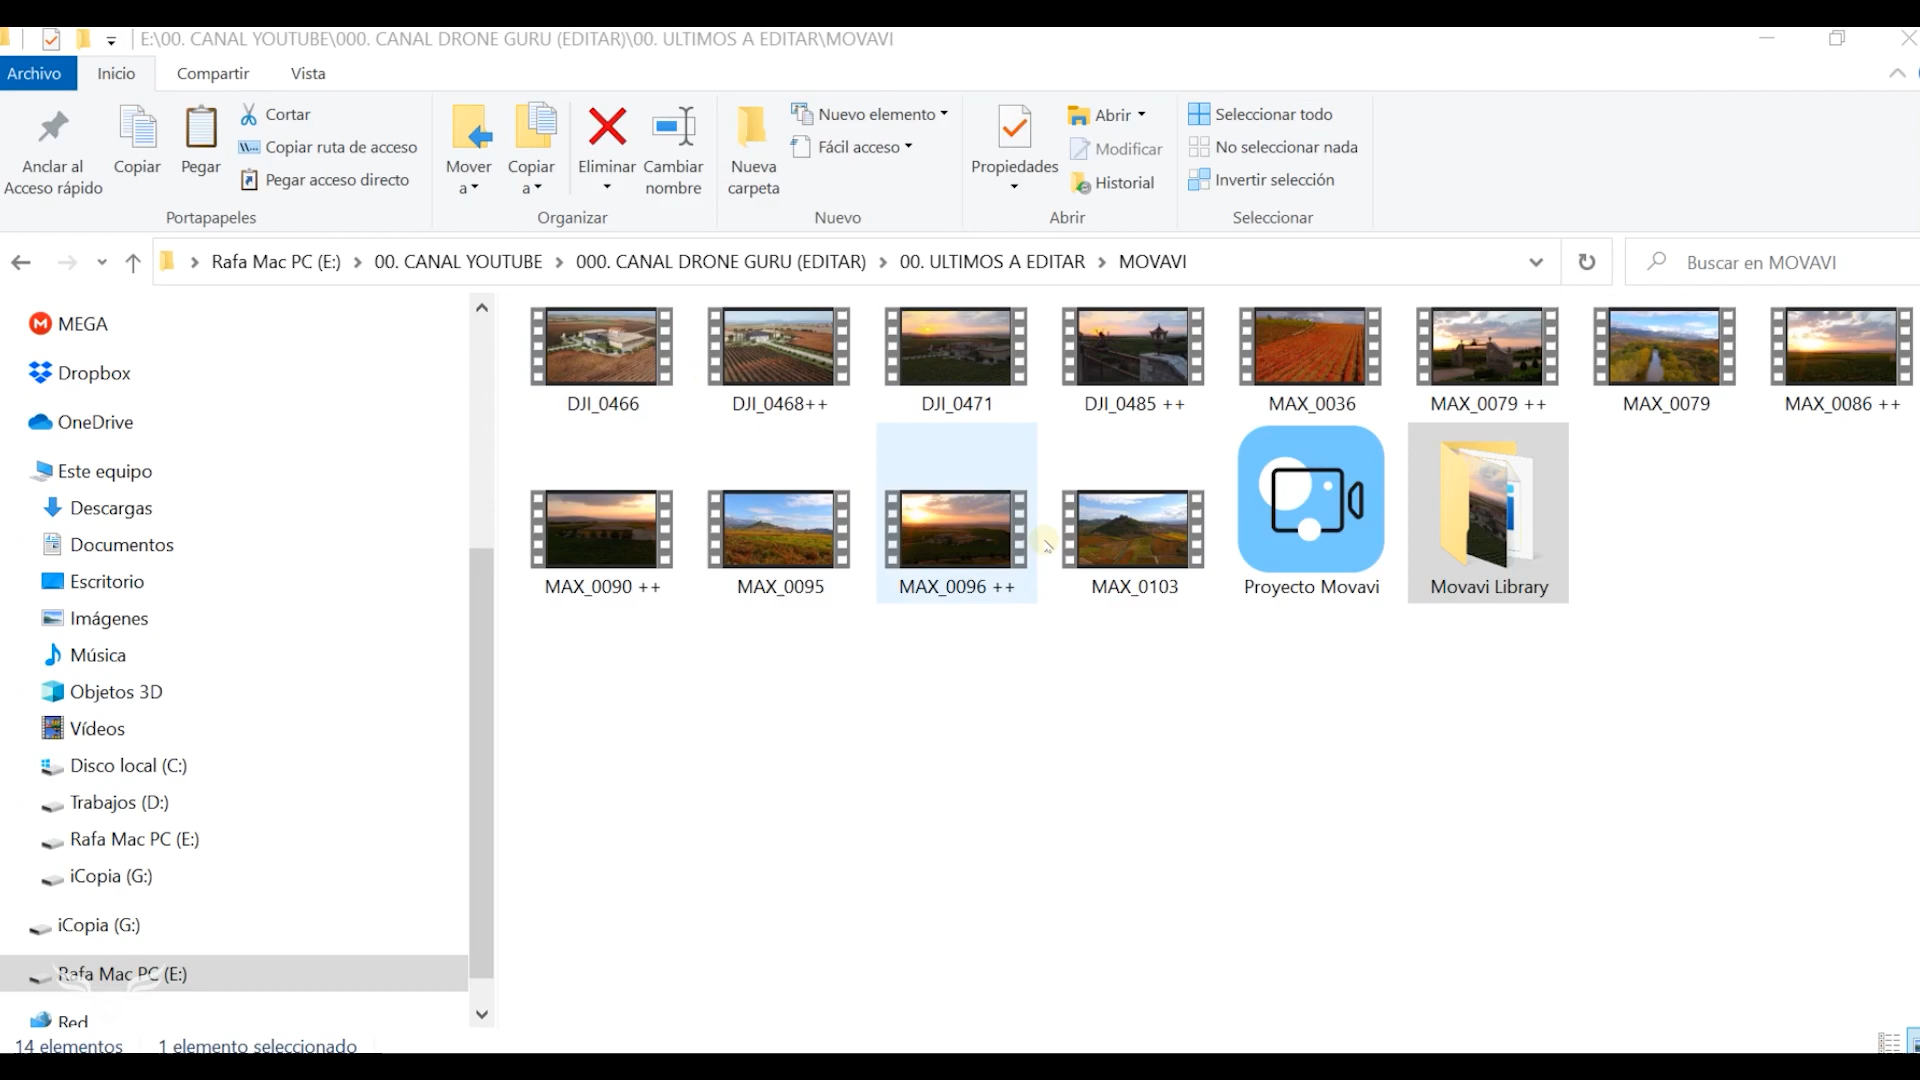 E:\00. CANAL YOUTUBE\000. CANAL DRONE GURU (EDITAR)\00. ULTIMOS A EDITAR\MOVAVI
Archivo Inicio Compartir Vista
Anclar al Acceso rápido
Copiar
Pegar
Cortar
Copiar ruta de acceso
Pegar acceso directo
Portapapeles
Mover a
Copiar a
Eliminar
Cambiar nombre
Organizar
Nueva carpeta
Nuevo elemento
Fácil acceso
Nuevo
Propiedades
Abrir
Modificar
Historial
Abrir
Seleccionar todo
No seleccionar nada
Invertir selección
Seleccionar
Rafa Mac PC (E:) 00. CANAL YOUTUBE 000. CANAL DRONE GURU (EDITAR) 00. ULTIMOS A EDITAR MOVAVI
Buscar en MOVAVI
MEGA
Dropbox
OneDrive
Este equipo
Descargas
Documentos
Escritorio
Imágenes
Música
Objetos 3D
Vídeos
Disco local (C:)
Trabajos (D:)
Rafa Mac PC (E:)
iCopia (G:)
iCopia (G:)
Rafa Mac PC (E:)
Red
DJI_0466 DJI_0468++ DJI_0471 DJI_0485 ++ MAX_0036 MAX_0079 ++ MAX_0079 MAX_0086 ++
MAX_0090 ++ MAX_0095 MAX_0096 ++ MAX_0103 Proyecto Movavi Movavi Library
14 elementos 1 elemento seleccionado